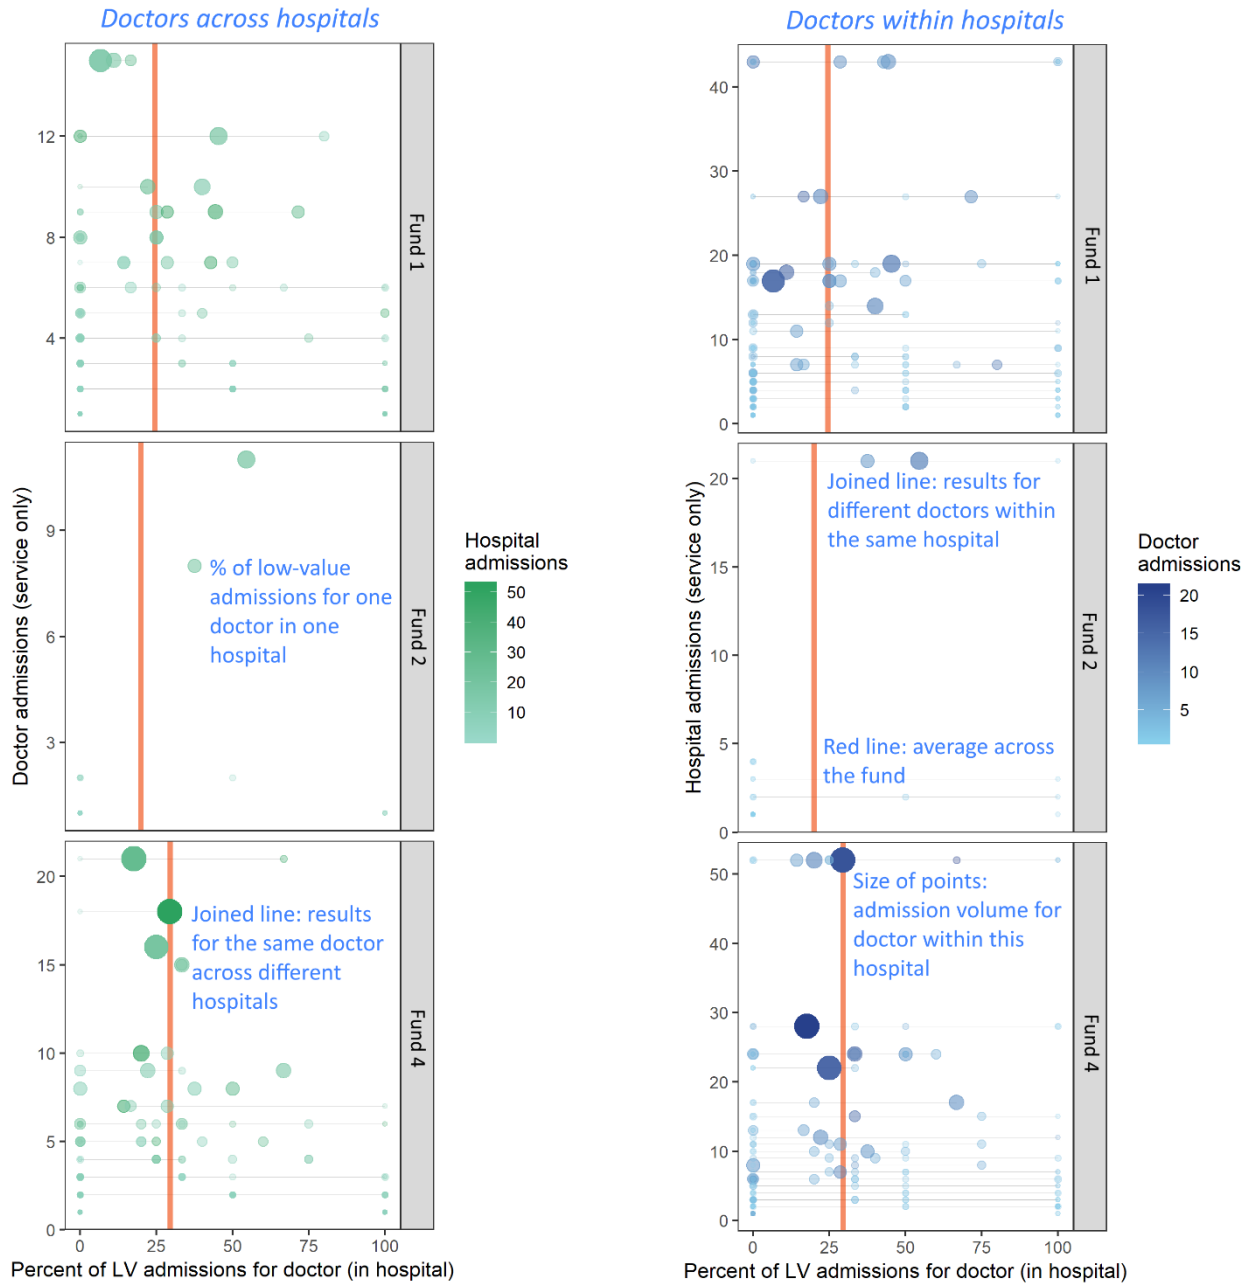 Doctors across hospitals
12
8
4
Fund 1
9
6
3
Fund 2
% of low-value
admissions for one
doctor in one
hospital
20
15
10
5
0
Fund 4
Joined line: results
for the same doctor
across different
hospitals
0 25 50 75 100
Percent of LV admissions for doctor (in hospital)
Doctor admissions (service only)
Hospital
admissions
50
40
30
20
10
Doctors within hospitals
40
30
20
10
0
Fund 1
20
15
10
5
0
Fund 2
Joined line: results for
different doctors within
the same hospital
Red line: average across
the fund
50
40
30
20
10
0
Fund 4
Size of points:
admission volume for
doctor within this
hospital
0 25 50 75 100
Percent of LV admissions for doctor (in hospital)
Hospital admissions (service only)
Doctor
admissions
20
15
10
5